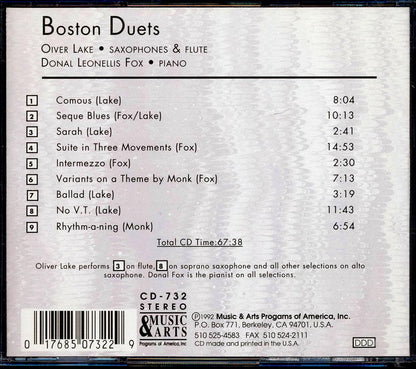 Boston Duets
Oiver Lake • saxophones & flute
Donal Leonellis Fox • piano
1 Comous (Lake) 8:04
2 Seque Blues (Fox/Lake) 10:13
3 Sarah (Lake) 2:41
4 Suite in Three Movements (Fox) 14:53
5 Intermezzo (Fox) 2:30
6 Variants on a Theme by Monk (Fox) 7:13
7 Ballad (Lake) 3:19
8 No V.T. (Lake) 11:43
9 Rhythm-a-ning (Monk) 6:54
Total CD Time:67:38
Oliver Lake performs 3 on flute, 8 on soprano saxophone and all other selections on alto
saxophone. Donal Fox is the pianist on all selections.
CD-732
STEREO
MUSIC
& ARTS
Programs of America, Inc.
℗1992 Music & Arts Progams of America, Inc.
P.O. Box 771, Berkeley, CA 94701. U.S.A.
510 525-4583 FAX 510 524-2111
CD made and printed in the U.S.A.
DDD
0 17685 07322 9